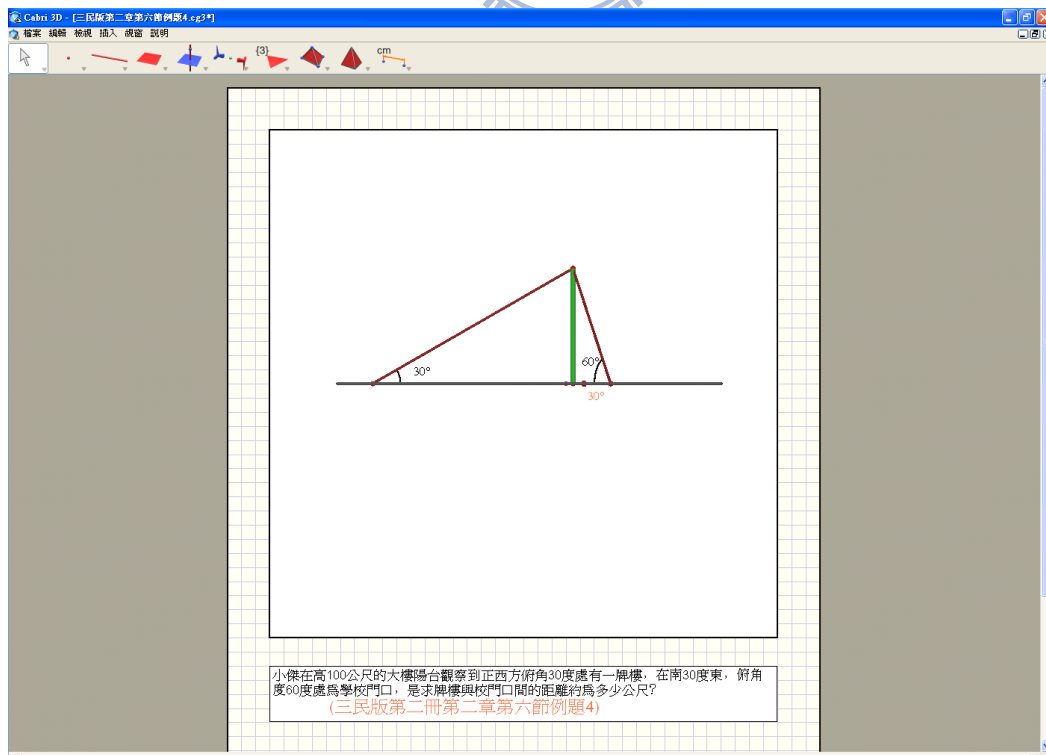 Cabri 3D - [三民版第二章第六節例題4.cg3*]
檔案 編輯 檢視 插入 視窗 說明
{3}
cm
30°
60°
30°
小傑在高100公尺的大樓陽台觀察到正西方俯角30度處有一牌樓，在南30度東，俯角
度60度處為學校門口，是求牌樓與校門口間的距離約為多少公尺?
(三民版第二冊第二章第六節例題4)